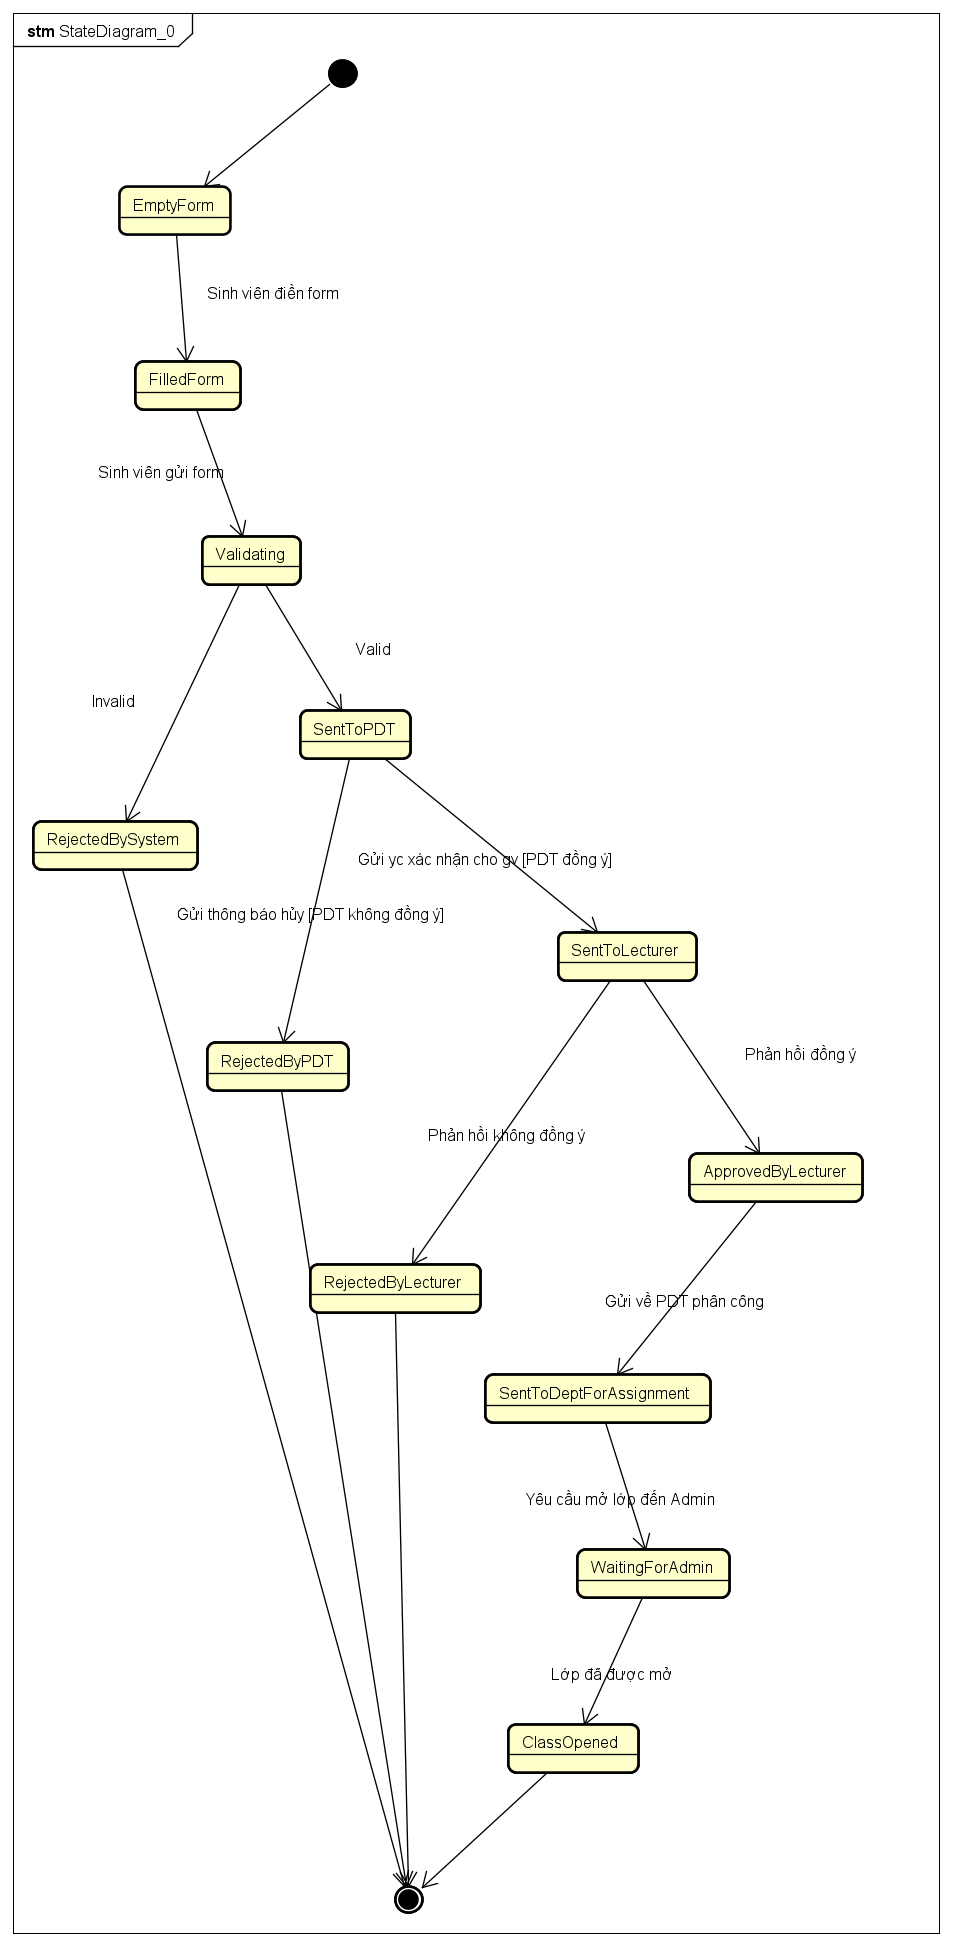 stm StateDiagram_0
EmptyForm
Sinh viên điền form
FilledForm
Sinh viên gửi form
Validating
Valid
Invalid
SentToPDT
RejectedBySystem
Gửi yc xác nhận cho gv [PDT đồng ý]
Gửi thông báo hủy [PDT không đồng ý]
SentToLecturer
RejectedByPDT
Phản hồi đồng ý
Phản hồi không đồng ý
ApprovedByLecturer
RejectedByLecturer
Gửi về PDT phân công
SentToDeptForAssignment
Yêu cầu mở lớp đến Admin
WaitingForAdmin
Lớp đã được mở
ClassOpened